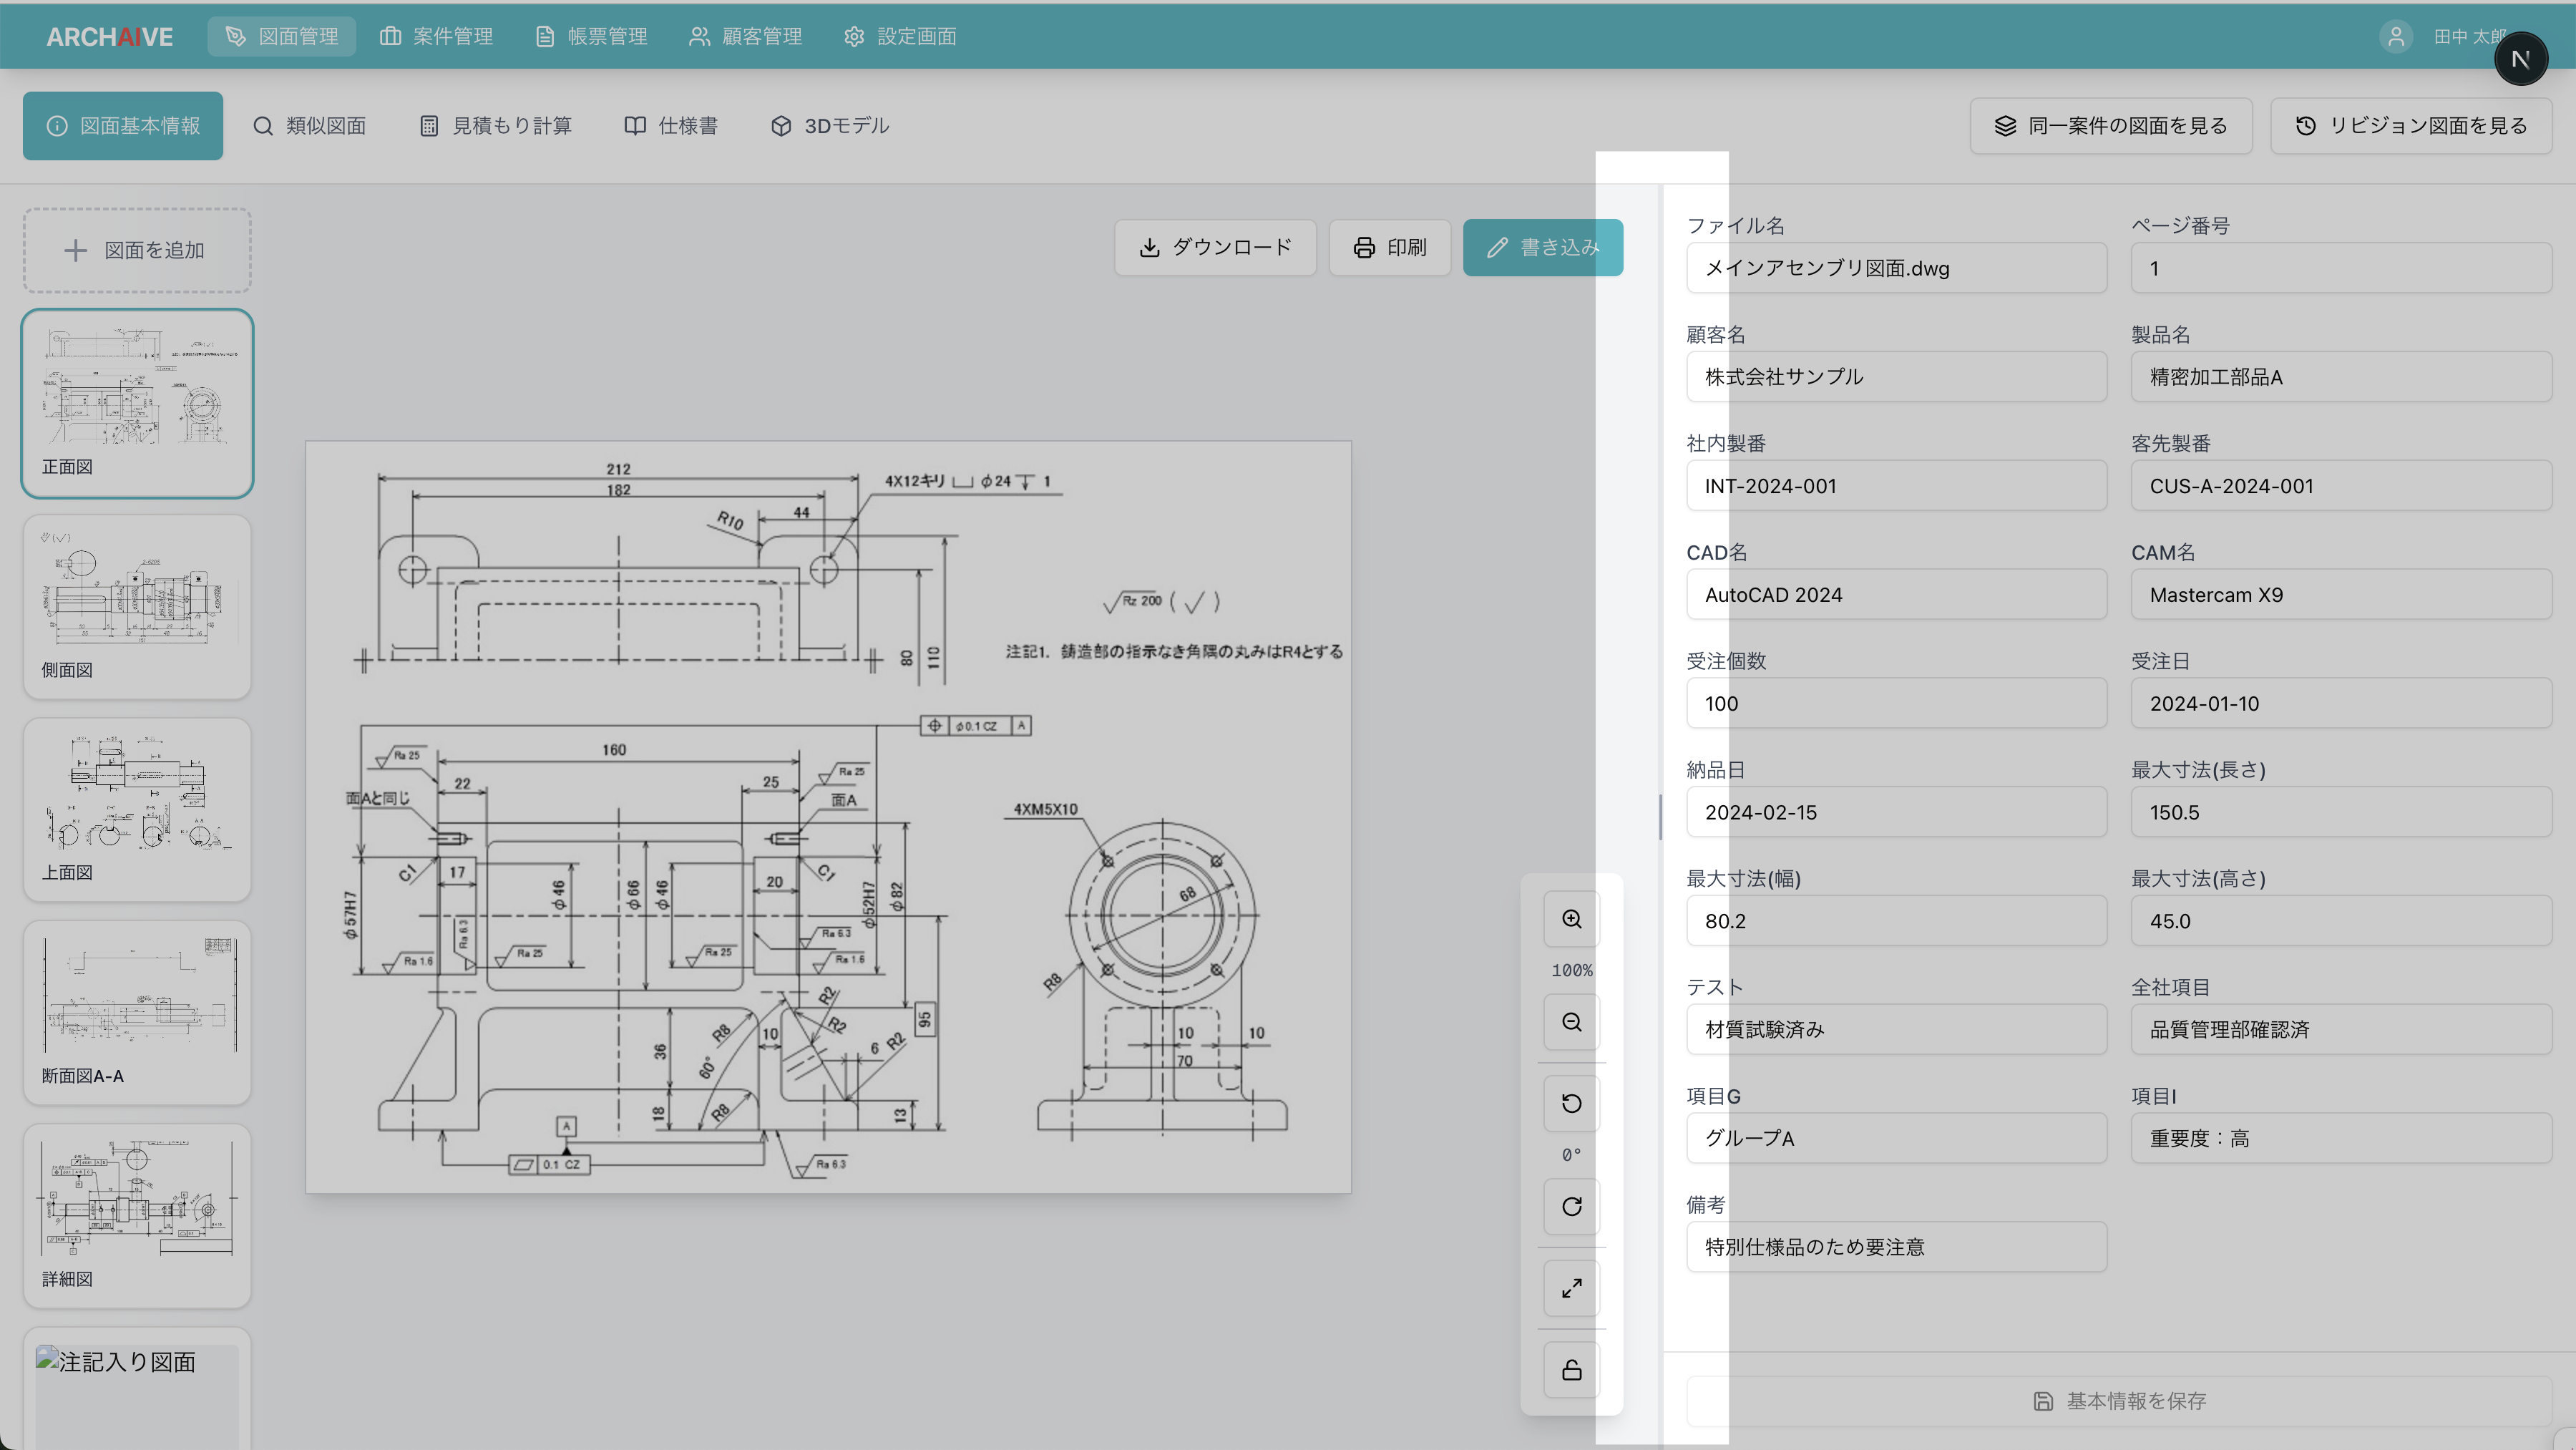 ARCHAIVE
図面管理
案件管理
帳票管理
顧客管理
設定画面
田中 太郎
N
図面基本情報
類似図面
見積もり計算
仕様書
3Dモデル
同一案件の図面を見る
リビジョン図面を見る
図面を追加
正面図
側面図
上面図
断面図A-A
詳細図
注記入り図面
ダウンロード
印刷
書き込み
212
182
4X12キリ ⌴ φ24 ↧ 1
44
R10
80
110
Rz 200 ( √ )
注記1. 鋳造部の指示なき角隅の丸みはR4とする
⌖ φ0.1 CZ A
160
Ra 25
22
25
Ra 25
面Aと同じ
面A
4XM5X10
C1
17
φ46
φ66
φ46
20
C1
φ52H7
φ82
φ57H7
68
Ra 6.3
Ra 1.6
Ra 25
Ra 25
Ra 6.3
Ra 1.6
R8
R2
R2
R8
10
36
60°
6
R2
95
10
10
70
18
R8
13
A
0.1 CZ
Ra 6.3
100%
0°
ファイル名
メインアセンブリ図面.dwg
ページ番号
1
顧客名
株式会社サンプル
製品名
精密加工部品A
社内製番
INT-2024-001
客先製番
CUS-A-2024-001
CAD名
AutoCAD 2024
CAM名
Mastercam X9
受注個数
100
受注日
2024-01-10
納品日
2024-02-15
最大寸法(長さ)
150.5
最大寸法(幅)
80.2
最大寸法(高さ)
45.0
テスト
材質試験済み
全社項目
品質管理部確認済
項目G
グループA
項目I
重要度：高
備考
特別仕様品のため要注意
基本情報を保存